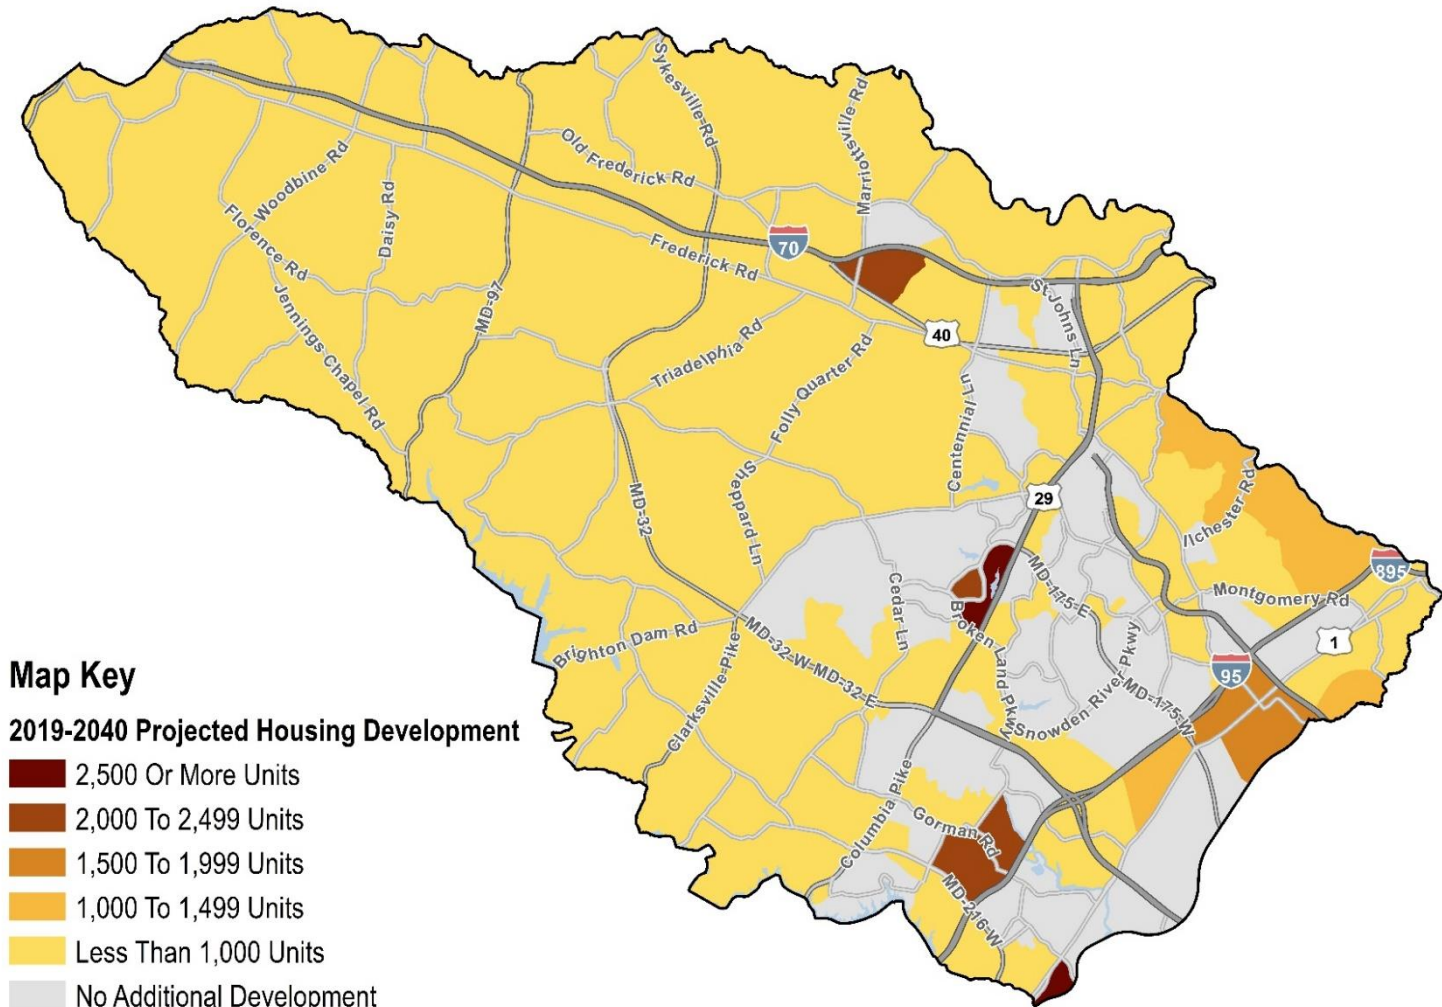 Sykesville Rd
Marriottsville Rd
Old Frederick Rd
Woodbine Rd
Daisy Rd
Florence Rd
Frederick Rd
70
Jennings Chapel Rd
MD-97
St Johns Ln
40
Triadelphia Rd
Folly Quarter Rd
Centennial Ln
Sheppard Ln
MD-32
29
Ilchester Rd
895
MD-175 E
Montgomery Rd
Cedar Ln
Broken Land Pkwy
1
Brighton Dam Rd
MD-32 W
MD-32 E
95
Clarksville Pike
Snowden River Pkwy
MD-175 W
Columbia Pike
Gorman Rd
MD-216 W
Map Key
2019-2040 Projected Housing Development
2,500 Or More Units
2,000 To 2,499 Units
1,500 To 1,999 Units
1,000 To 1,499 Units
Less Than 1,000 Units
No Additional Development